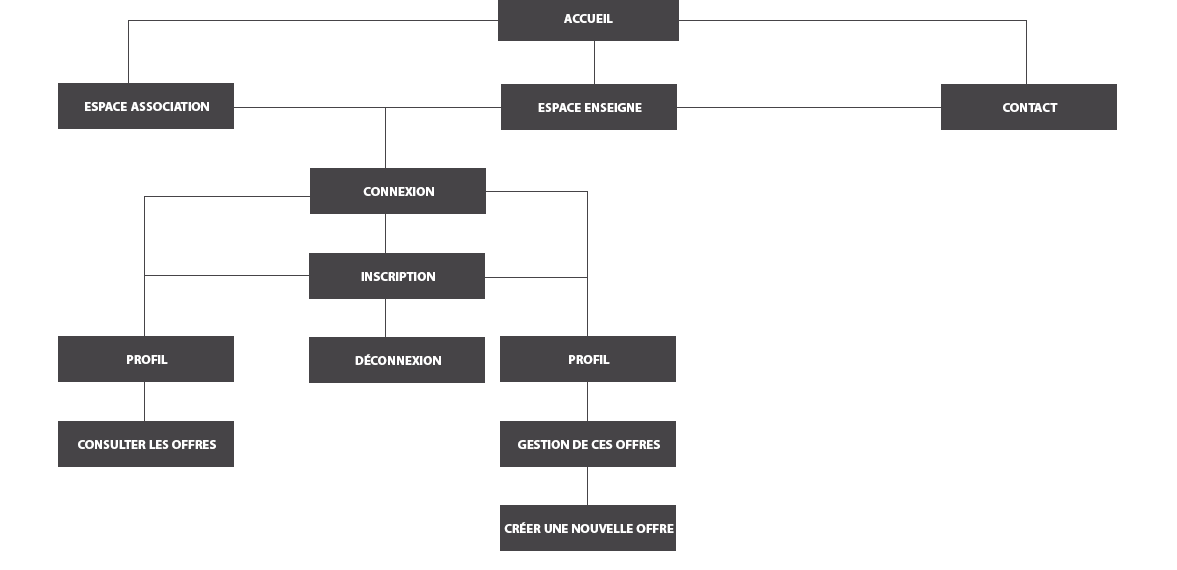 ACCUEIL
ESPACE ASSOCIATION
ESPACE ENSEIGNE
CONTACT
CONNEXION
INSCRIPTION
PROFIL
DÉCONNEXION
PROFIL
CONSULTER LES OFFRES
GESTION DE CES OFFRES
CRÉER UNE NOUVELLE OFFRE